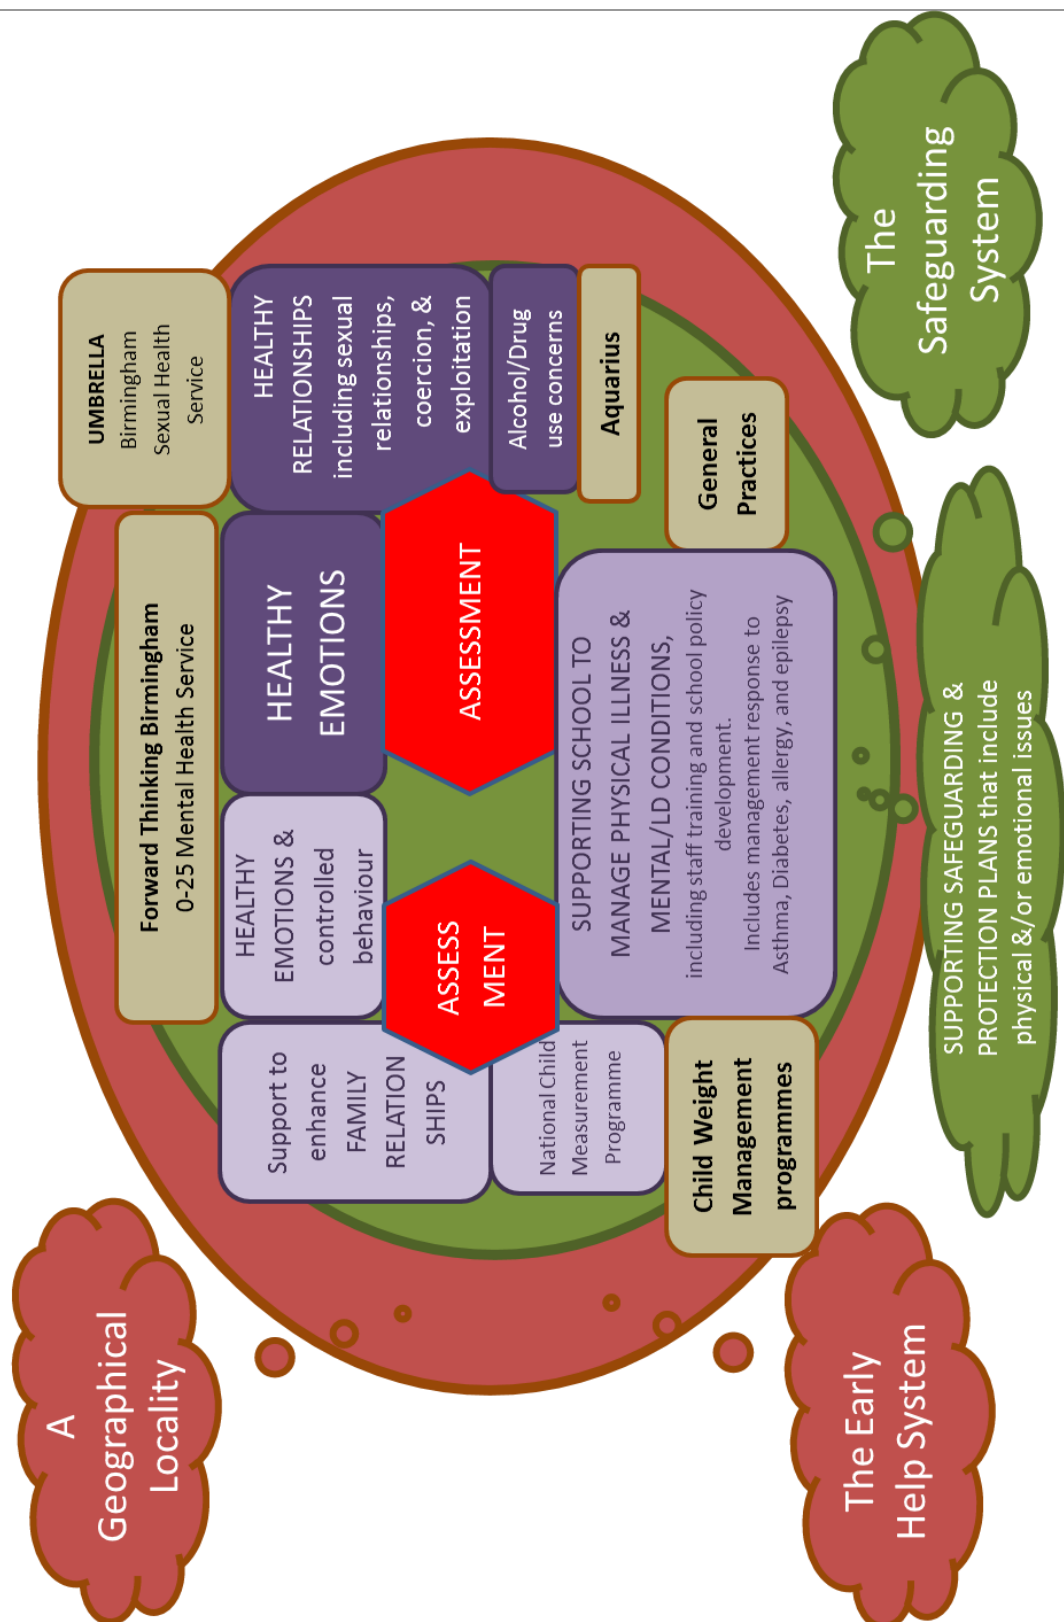 A
Geographical
Locality
Forward Thinking Birmingham
0-25 Mental Health Service
UMBRELLA
Birmingham
Sexual Health
Service
Support to
enhance
FAMILY
RELATION
SHIPS
HEALTHY
EMOTIONS &
controlled
behaviour
HEALTHY
EMOTIONS
HEALTHY
RELATIONSHIPS
including sexual
relationships,
coercion, &
exploitation
ASSESS
MENT
ASSESSMENT
Alcohol/Drug
use concerns
Aquarius
National Child
Measurement
Programme
SUPPORTING SCHOOL TO
MANAGE PHYSICAL ILLNESS &
MENTAL/LD CONDITIONS,
including staff training and school policy
development.
Includes management response to
Asthma, Diabetes, allergy, and epilepsy
General
Practices
Child Weight
Management
programmes
The Early
Help System
SUPPORTING SAFEGUARDING &
PROTECTION PLANS that include
physical &/or emotional issues
The
Safeguarding
System